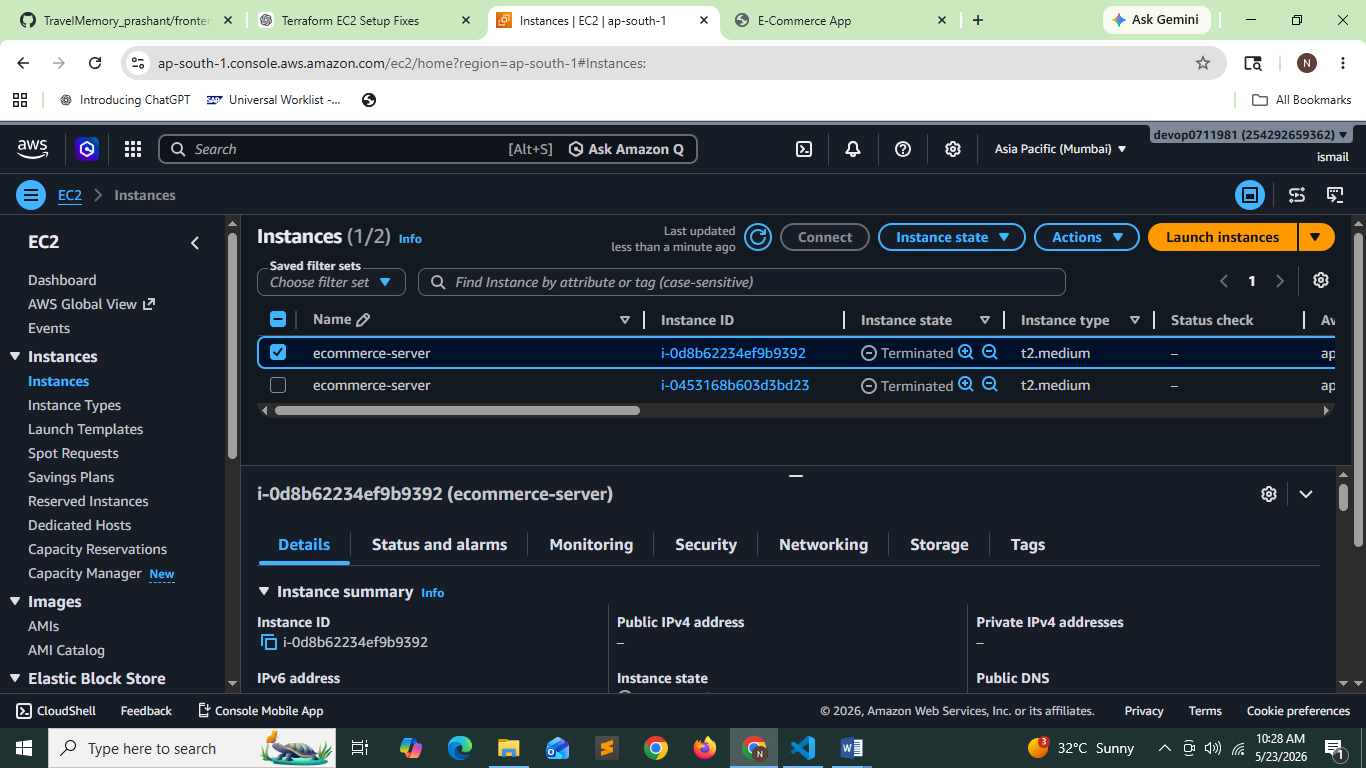 TravelMemory_prashant/fronter
Terraform EC2 Setup Fixes
Instances | EC2 | ap-south-1
E-Commerce App
Ask Gemini
ap-south-1.console.aws.amazon.com/ec2/home?region=ap-south-1#Instances:
N
Introducing ChatGPT
SAP
Universal Worklist -...
All Bookmarks
aws
Search
[Alt+S]
Ask Amazon Q
Asia Pacific (Mumbai)
devop0711981 (254292659362)
ismail
EC2
Instances
EC2
Dashboard
AWS Global View
Events
Instances
Instances
Instance Types
Launch Templates
Spot Requests
Savings Plans
Reserved Instances
Dedicated Hosts
Capacity Reservations
Capacity Manager New
Images
AMIs
AMI Catalog
Elastic Block Store
Instances (1/2) Info
Last updated
less than a minute ago
Connect
Instance state
Actions
Launch instances
Saved filter sets
Choose filter set
Find Instance by attribute or tag (case-sensitive)
1
Name Instance ID Instance state Instance type Status check Av
ecommerce-server i-0d8b62234ef9b9392 Terminated t2.medium – ap
ecommerce-server i-0453168b603d3bd23 Terminated t2.medium – ap
i-0d8b62234ef9b9392 (ecommerce-server)
Details Status and alarms Monitoring Security Networking Storage Tags
Instance summary Info
Instance ID
i-0d8b62234ef9b9392
Public IPv4 address
–
Private IPv4 addresses
–
IPv6 address
Instance state
Public DNS
CloudShell Feedback Console Mobile App
© 2026, Amazon Web Services, Inc. or its affiliates. Privacy Terms Cookie preferences
Type here to search
N
W
3
32°C Sunny
10:28 AM
5/23/2026
1